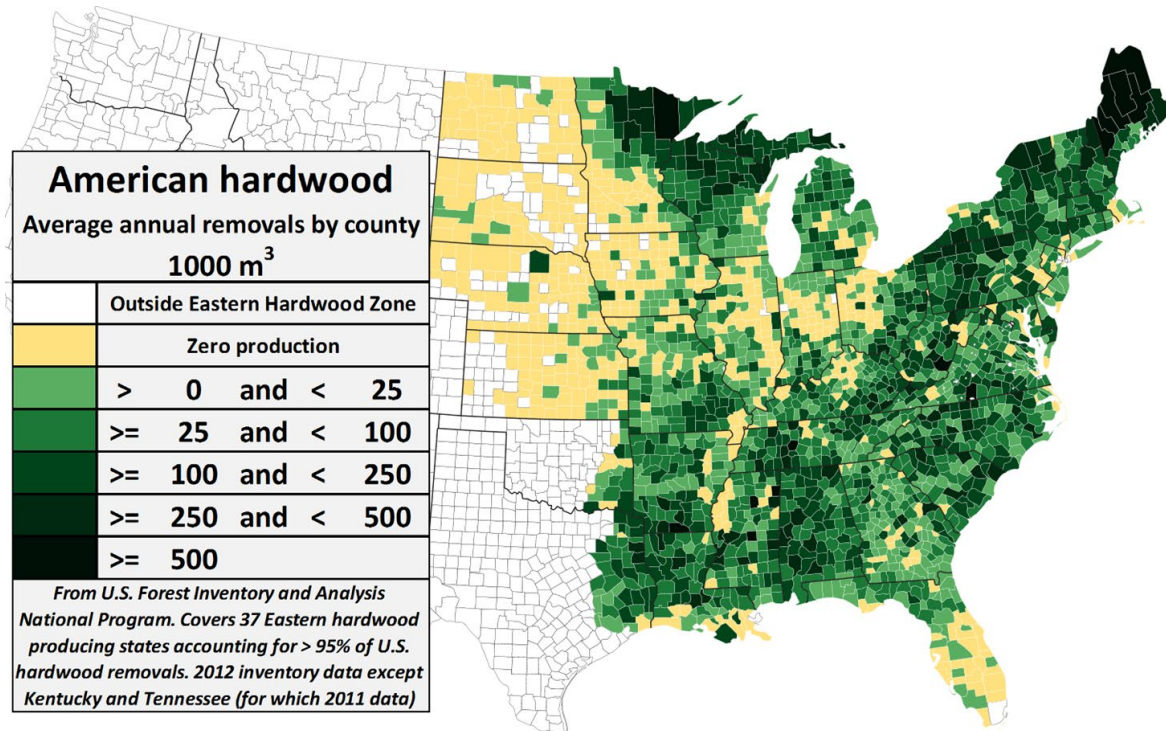 American hardwood
Average annual removals by county
1000 m³
Outside Eastern Hardwood Zone
Zero production
> 0 and < 25
>= 25 and < 100
>= 100 and < 250
>= 250 and < 500
>= 500
From U.S. Forest Inventory and Analysis
National Program. Covers 37 Eastern hardwood
producing states accounting for > 95% of U.S.
hardwood removals. 2012 inventory data except
Kentucky and Tennessee (for which 2011 data)